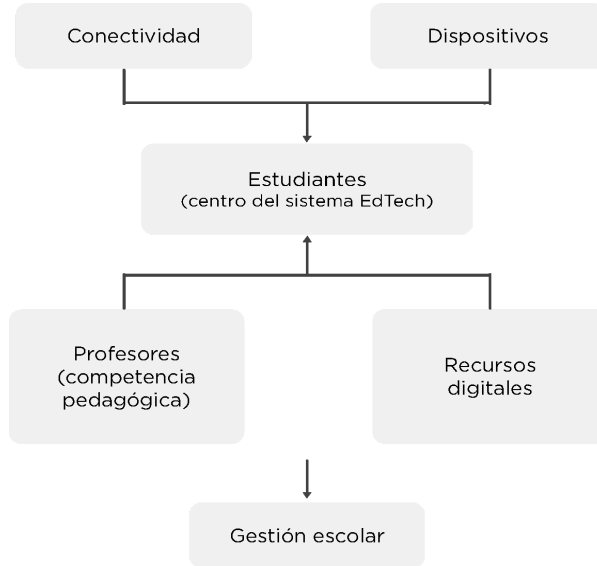 Conectividad
Dispositivos
Estudiantes
(centro del sistema EdTech)
Profesores
(competencia
pedagógica)
Recursos
digitales
Gestión escolar